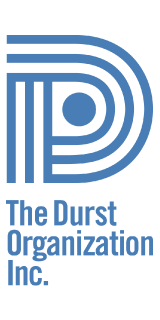 The Durst
Organization
Inc.